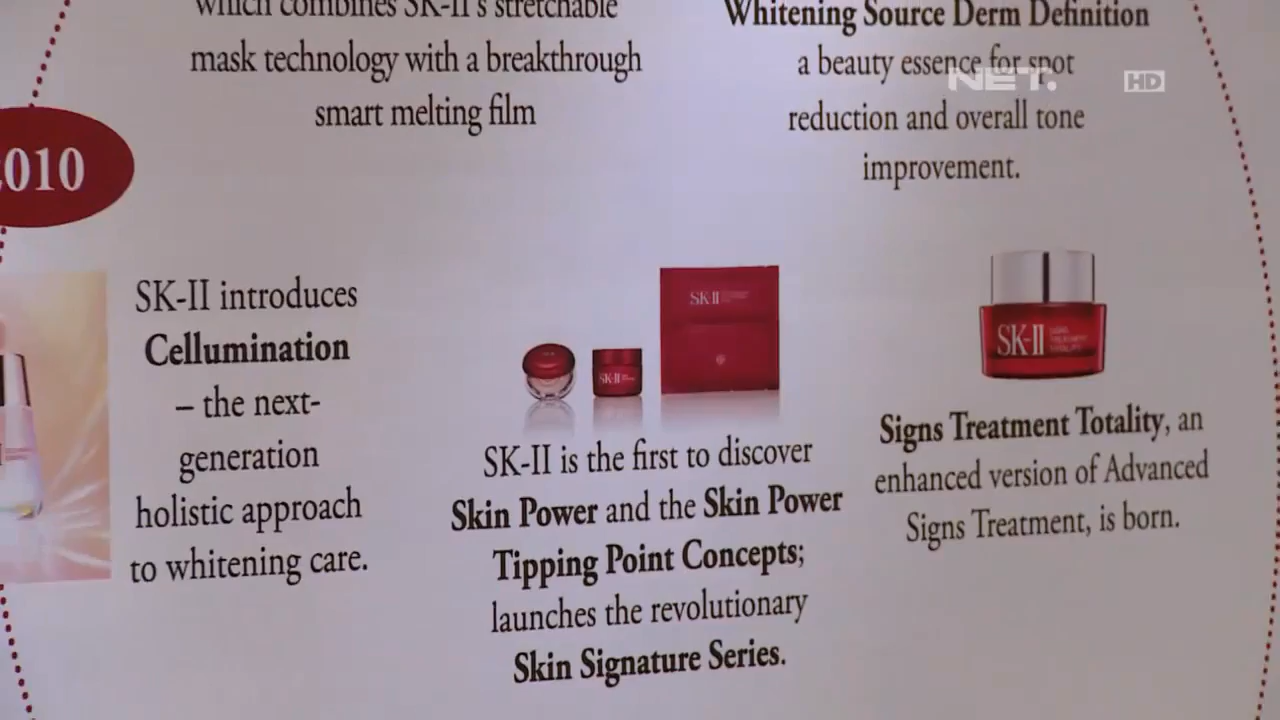 which combines SK-II's stretchable
mask technology with a breakthrough
smart melting film
Whitening Source Derm Definition
a beauty essence for spot
reduction and overall tone
improvement.
NET.
HD
2010
SK-II introduces
Cellumination
– the next-
generation
holistic approach
to whitening care.
SK-II
SK-II
SK-II is the first to discover
Skin Power and the Skin Power
Tipping Point Concepts;
launches the revolutionary
Skin Signature Series.
SK-II
SIGNS
TREATMENT
TOTALITY
Signs Treatment Totality, an
enhanced version of Advanced
Signs Treatment, is born.